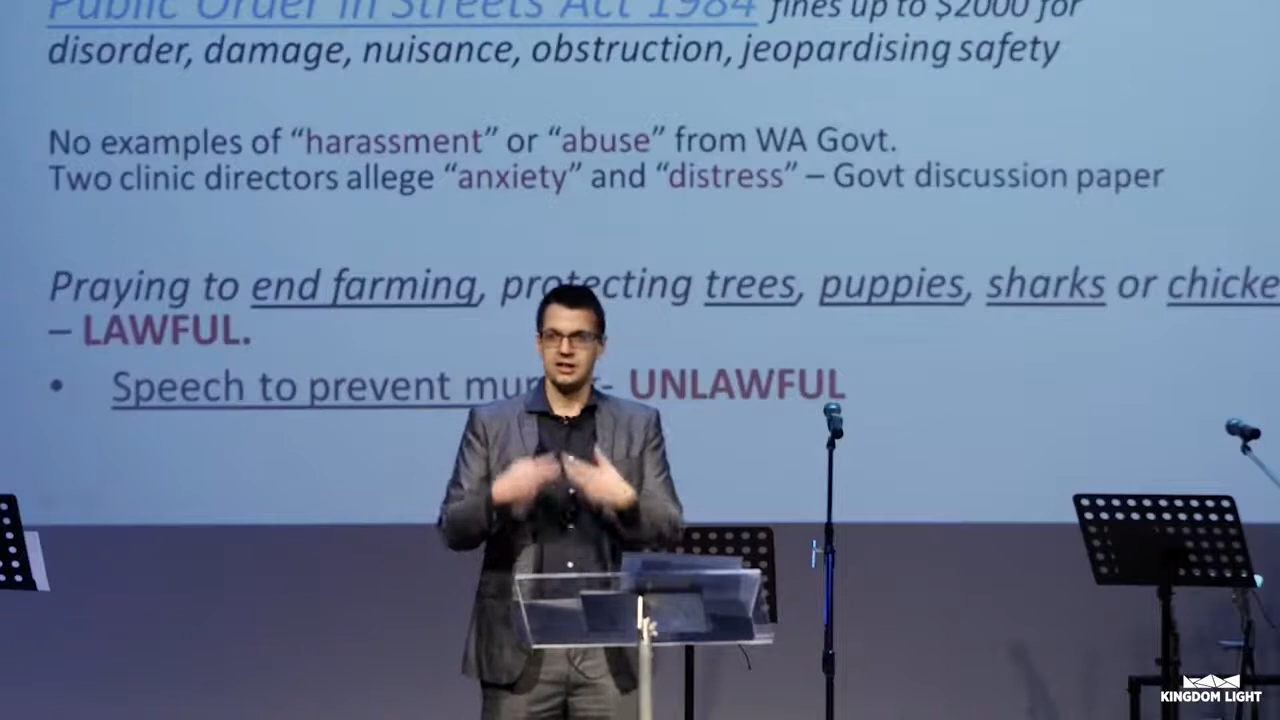 Public Order in Streets Act 1984 fines up to $2000 for
disorder, damage, nuisance, obstruction, jeopardising safety
No examples of “harassment” or “abuse” from WA Govt.
Two clinic directors allege “anxiety” and “distress” – Govt discussion paper
Praying to end farming, protecting trees, puppies, sharks or chicke
– LAWFUL.
• Speech to prevent mur - UNLAWFUL
KINGDOM LIGHT